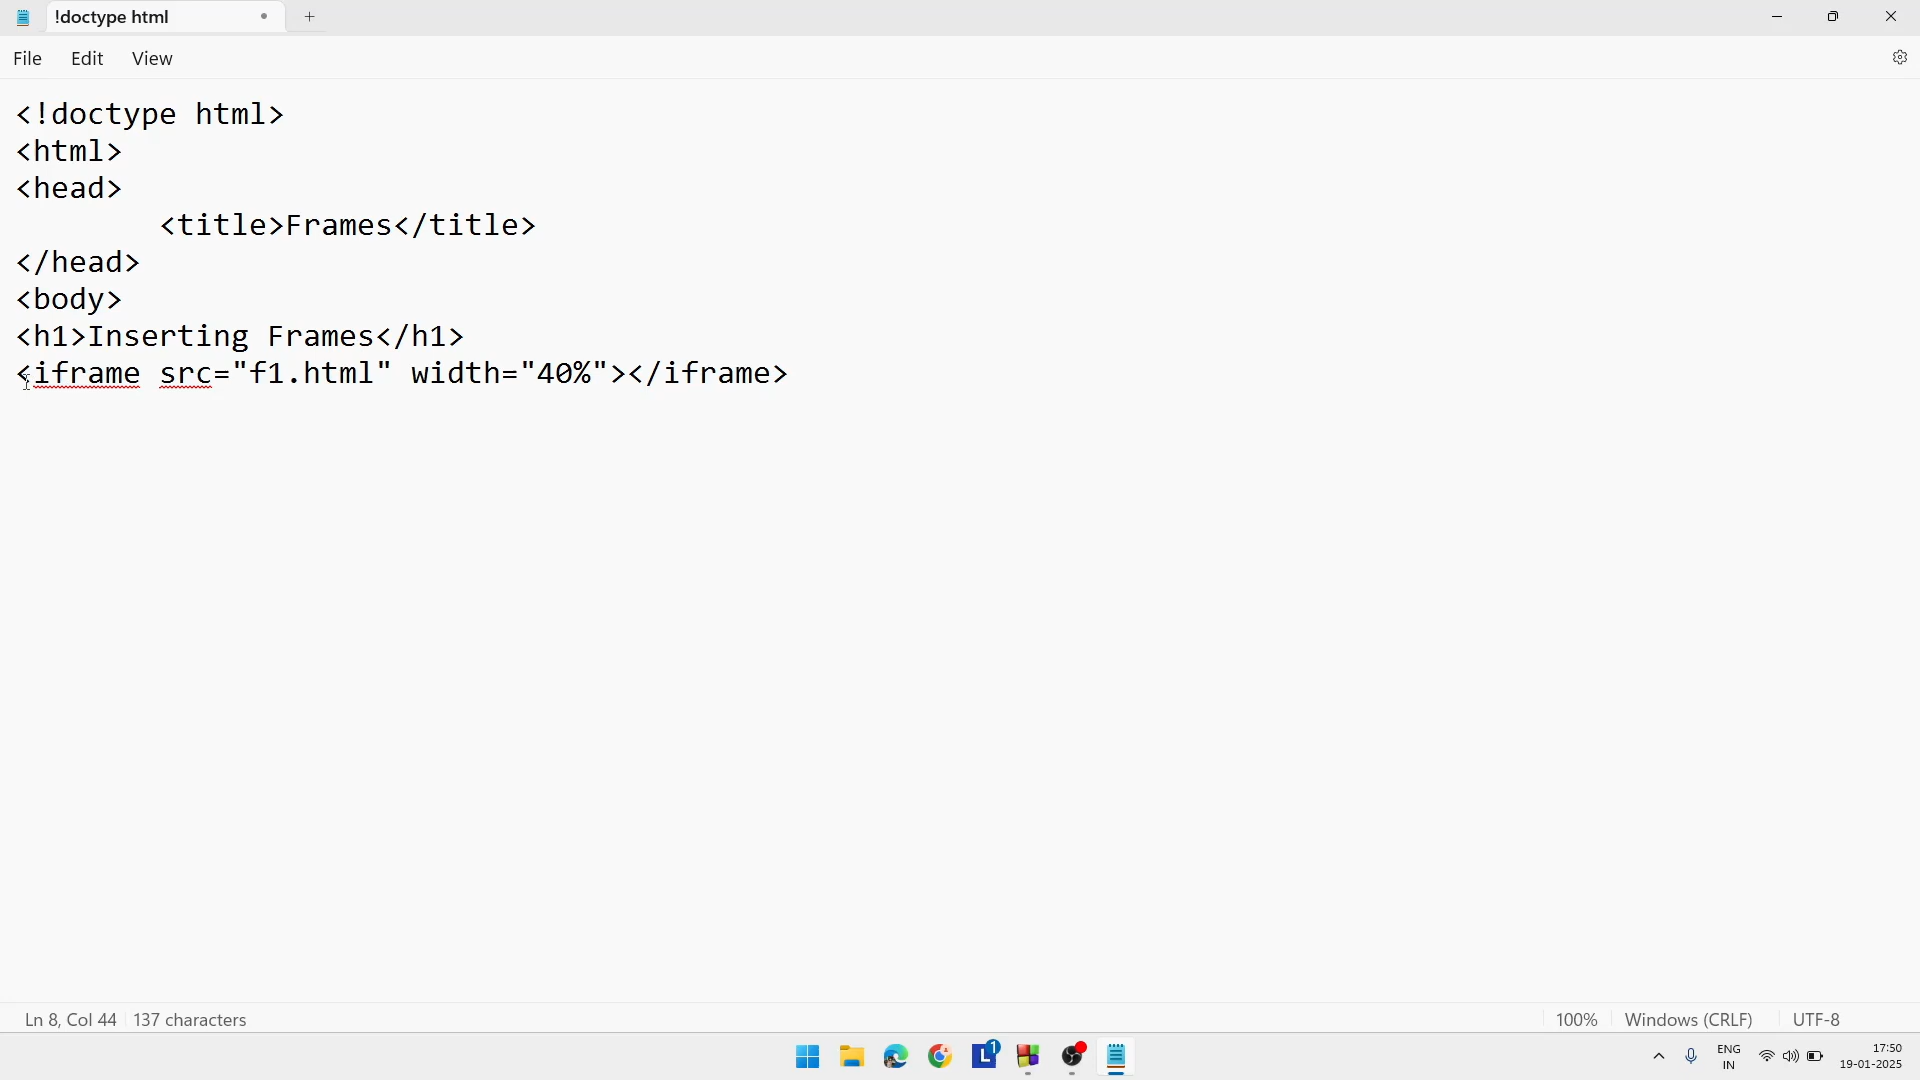 !doctype html
File Edit View
<!doctype html>
<html>
<head>
<title>Frames</title>
</head>
<body>
<h1>Inserting Frames</h1>
<iframe src="f1.html" width="40%"></iframe>
Ln 8, Col 44 137 characters 100% Windows (CRLF) UTF-8
L 1
ENG
IN
17:50
19-01-2025